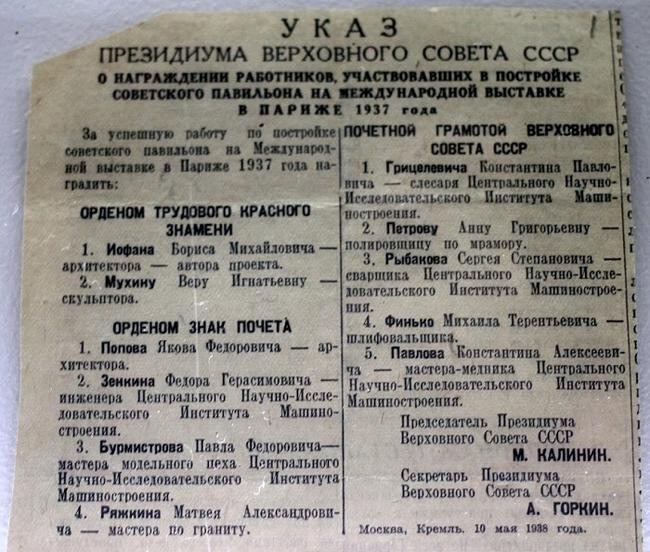 УКАЗ
ПРЕЗИДИУМА ВЕРХОВНОГО СОВЕТА СССР
О НАГРАЖДЕНИИ РАБОТНИКОВ, УЧАСТВОВАВШИХ В ПОСТРОЙКЕ
СОВЕТСКОГО ПАВИЛЬОНА НА МЕЖДУНАРОДНОЙ ВЫСТАВКЕ
В ПАРИЖЕ 1937 года
За успешную работу по постройке
советского павильона на Международ-
ной выставке в Париже 1937 года на-
градить:
ОРДЕНОМ ТРУДОВОГО КРАСНОГО
ЗНАМЕНИ
1. Иофана Бориса Михайловича —
архитектора — автора проекта.
2. Мухину Веру Игнатьевну —
скульптора.
ОРДЕНОМ ЗНАК ПОЧЕТА
1. Попова Якова Федоровича — ар-
хитектора.
2. Зенкина Федора Герасимовича —
инженера Центрального Научно-Иссле-
довательского Института Машино-
строения.
3. Бурмистрова Павла Федоровича—
мастера модельного цеха Центрального
Научно-Исследовательского Института
Машиностроения.
4. Ряжкина Матвея Александрови-
ча — мастера по граниту.
ПОЧЕТНОЙ ГРАМОТОЙ ВЕРХОВНОГО
СОВЕТА СССР
1. Грицелевича Константина Павло-
вича — слесаря Центрального Научно-
Исследовательского Института Маши-
ностроения.
2. Петрову Анну Григорьевну —
полировщицу по мрамору.
3. Рыбакова Сергея Степановича —
сварщика Центрального Научно-Иссле-
довательского Института Машинострое-
ния.
4. Финько Михаила Терентьевича —
шлифовальщика.
5. Павлова Константина Алексееви-
ча — мастера-медника Центрального
Научно-Исследовательского Института
Машиностроения.
Председатель Президиума
Верховного Совета СССР
М. КАЛИНИН.
Секретарь Президиума
Верховного Совета СССР
А. ГОРКИН.
Москва, Кремль. 10 мая 1938 года.